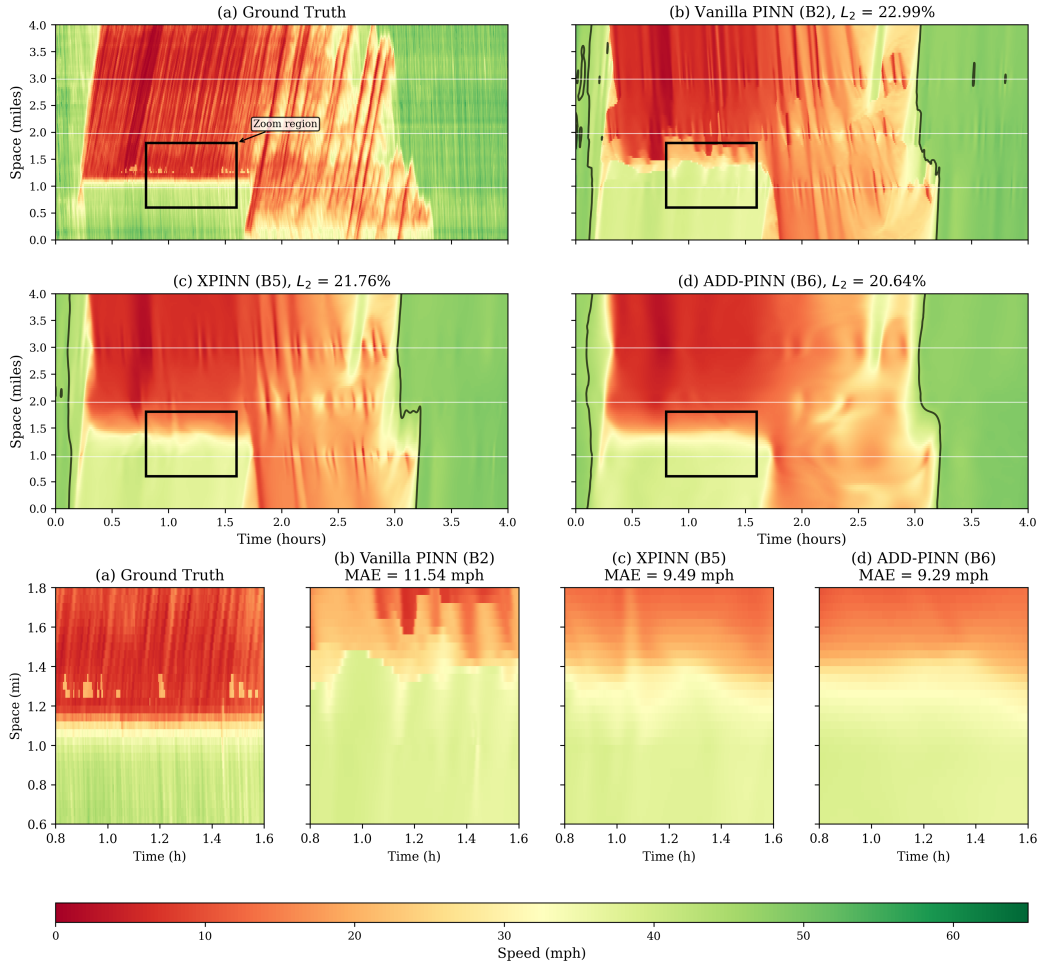 (a) Ground Truth
(b) Vanilla PINN (B2), L2 = 22.99%
4.0
3.5
3.0
2.5
2.0
1.5
1.0
0.5
0.0
Space (miles)
Zoom region
(c) XPINN (B5), L2 = 21.76%
(d) ADD-PINN (B6), L2 = 20.64%
4.0
3.5
3.0
2.5
2.0
1.5
1.0
0.5
0.0
Space (miles)
0.0 0.5 1.0 1.5 2.0 2.5 3.0 3.5 4.0
0.0 0.5 1.0 1.5 2.0 2.5 3.0 3.5 4.0
Time (hours)
Time (hours)
(a) Ground Truth
(b) Vanilla PINN (B2)
MAE = 11.54 mph
(c) XPINN (B5)
MAE = 9.49 mph
(d) ADD-PINN (B6)
MAE = 9.29 mph
1.8
1.6
1.4
1.2
1.0
0.8
0.6
Space (mi)
0.8 1.0 1.2 1.4 1.6
0.8 1.0 1.2 1.4 1.6
0.8 1.0 1.2 1.4 1.6
0.8 1.0 1.2 1.4 1.6
Time (h)
Time (h)
Time (h)
Time (h)
0 10 20 30 40 50 60
Speed (mph)